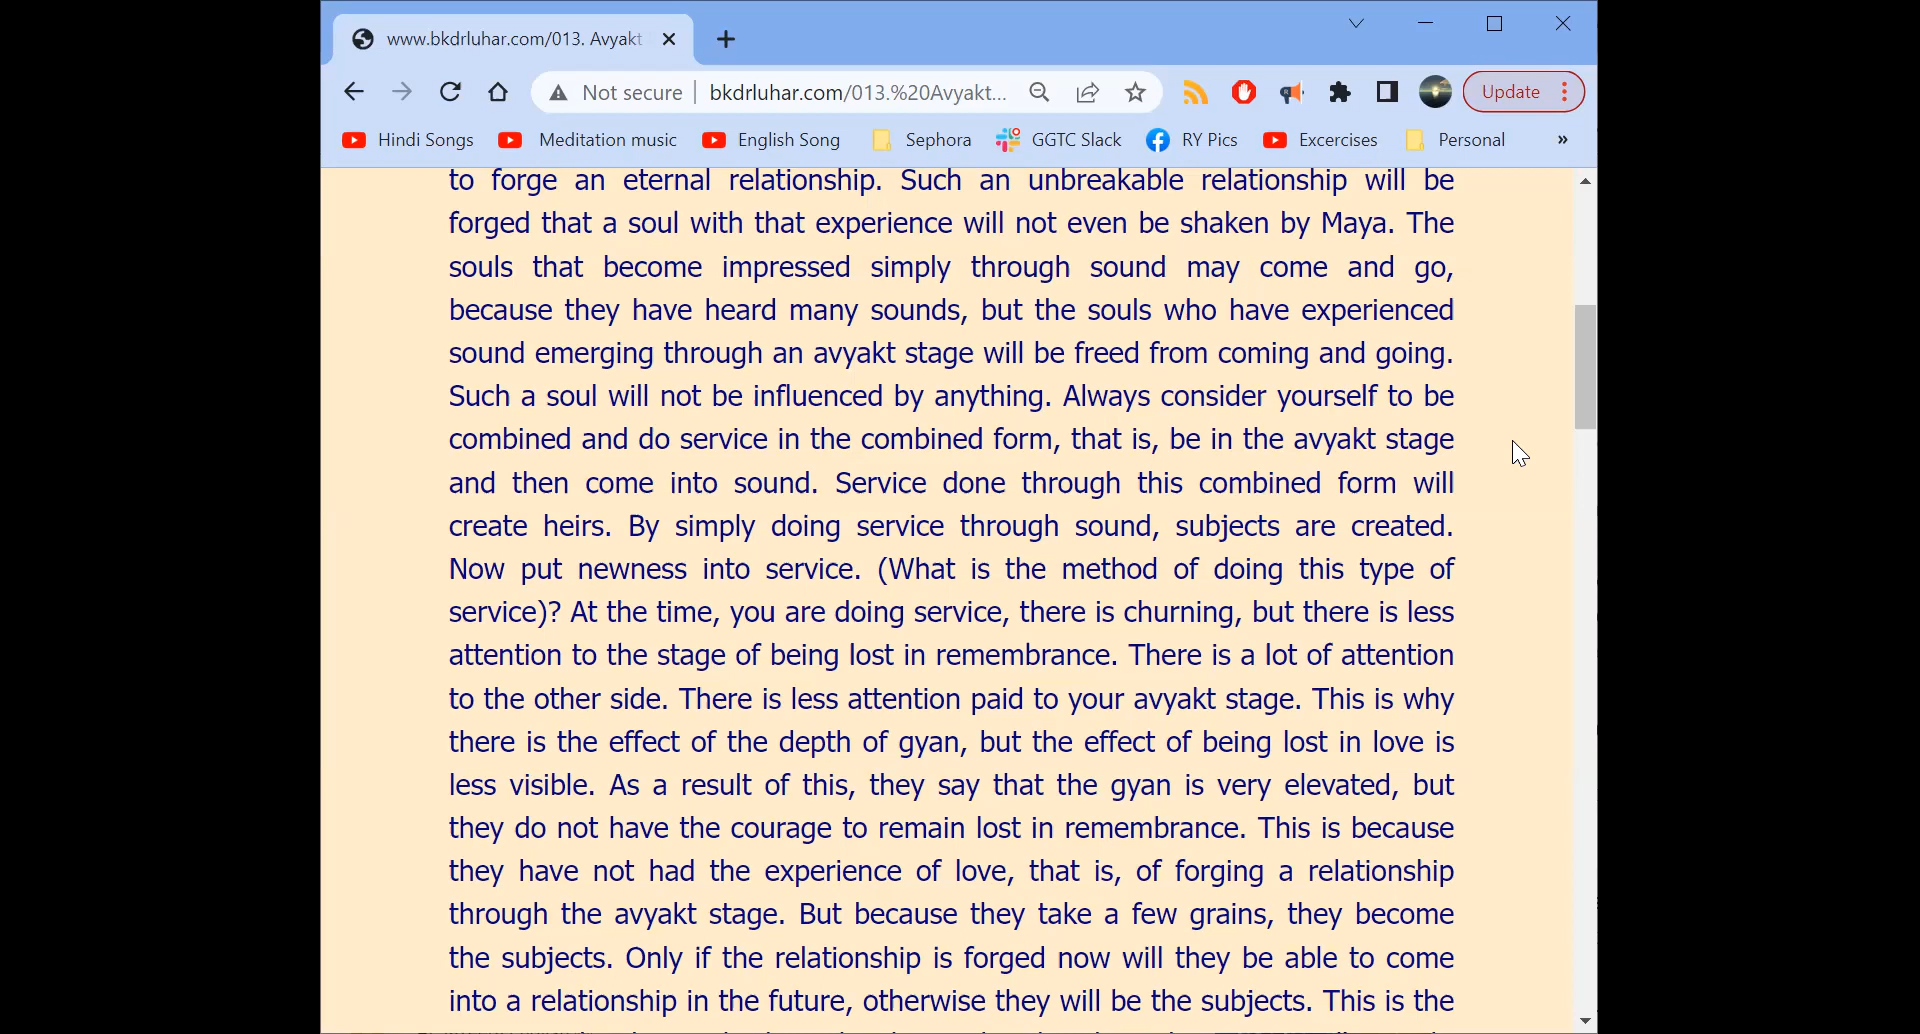 www.bkdrluhar.com/013. Avyakt
Not secure
bkdrluhar.com/013.%20Avyakt...
Update
Hindi Songs
Meditation music
English Song
Sephora
GGTC Slack
RY Pics
Excercises
Personal
»
to forge an eternal relationship. Such an unbreakable relationship will be
forged that a soul with that experience will not even be shaken by Maya. The
souls that become impressed simply through sound may come and go,
because they have heard many sounds, but the souls who have experienced
sound emerging through an avyakt stage will be freed from coming and going.
Such a soul will not be influenced by anything. Always consider yourself to be
combined and do service in the combined form, that is, be in the avyakt stage
and then come into sound. Service done through this combined form will
create heirs. By simply doing service through sound, subjects are created.
Now put newness into service. (What is the method of doing this type of
service)? At the time, you are doing service, there is churning, but there is less
attention to the stage of being lost in remembrance. There is a lot of attention
to the other side. There is less attention paid to your avyakt stage. This is why
there is the effect of the depth of gyan, but the effect of being lost in love is
less visible. As a result of this, they say that the gyan is very elevated, but
they do not have the courage to remain lost in remembrance. This is because
they have not had the experience of love, that is, of forging a relationship
through the avyakt stage. But because they take a few grains, they become
the subjects. Only if the relationship is forged now will they be able to come
into a relationship in the future, otherwise they will be the subjects. This is the